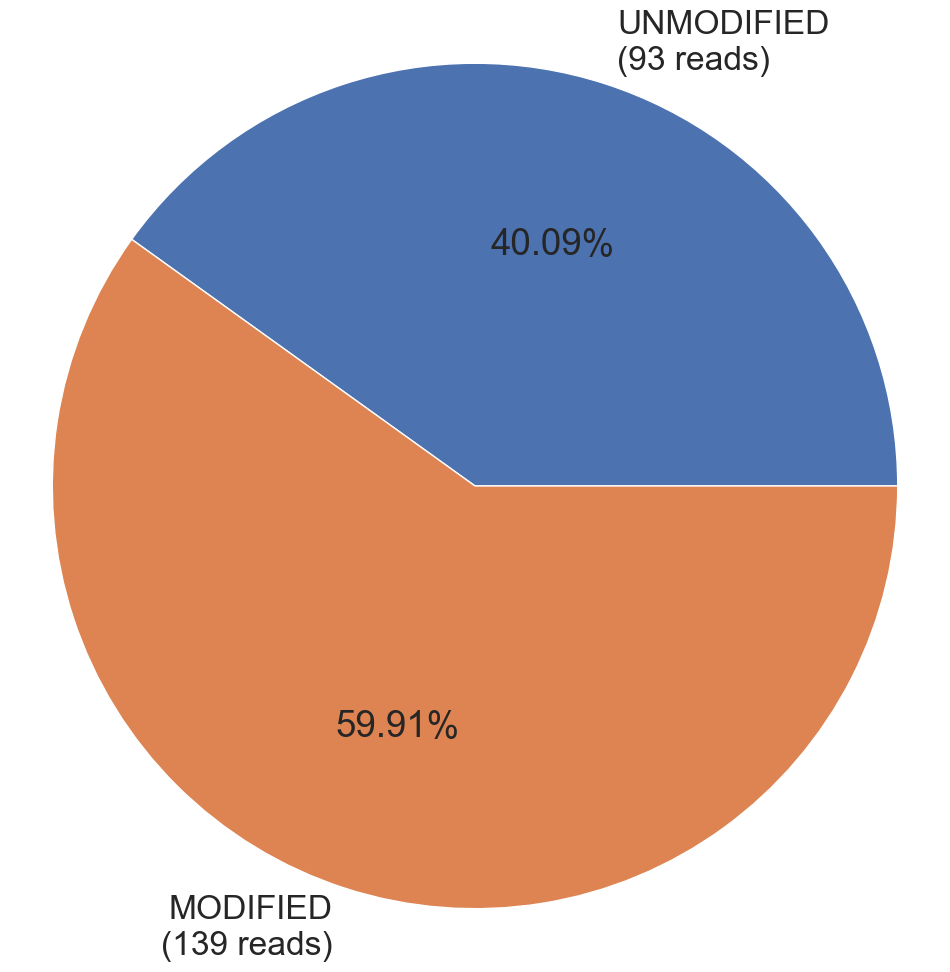 UNMODIFIED
(93 reads)
40.09%
59.91%
MODIFIED
(139 reads)